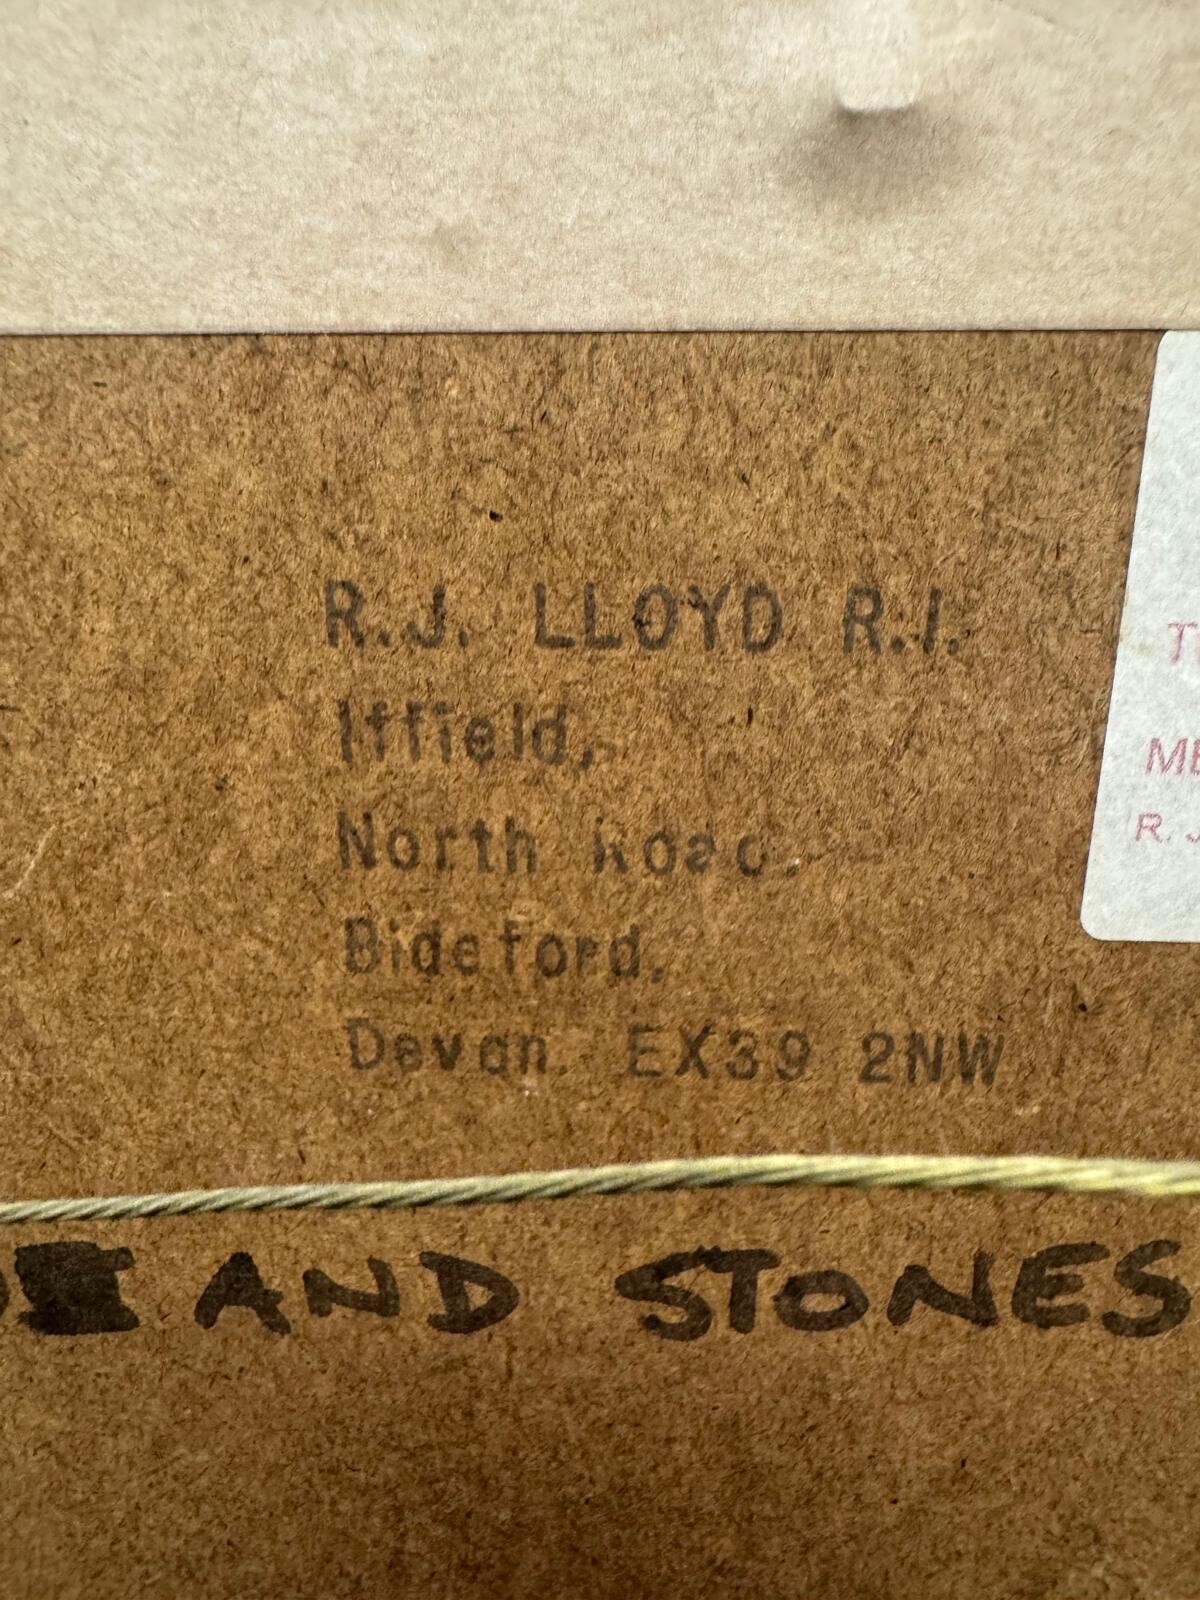 R.J. LLOYD R.I.
Iffield,
North Road,
Bideford,
Devon. EX39 2NW
R. J
AND STONES